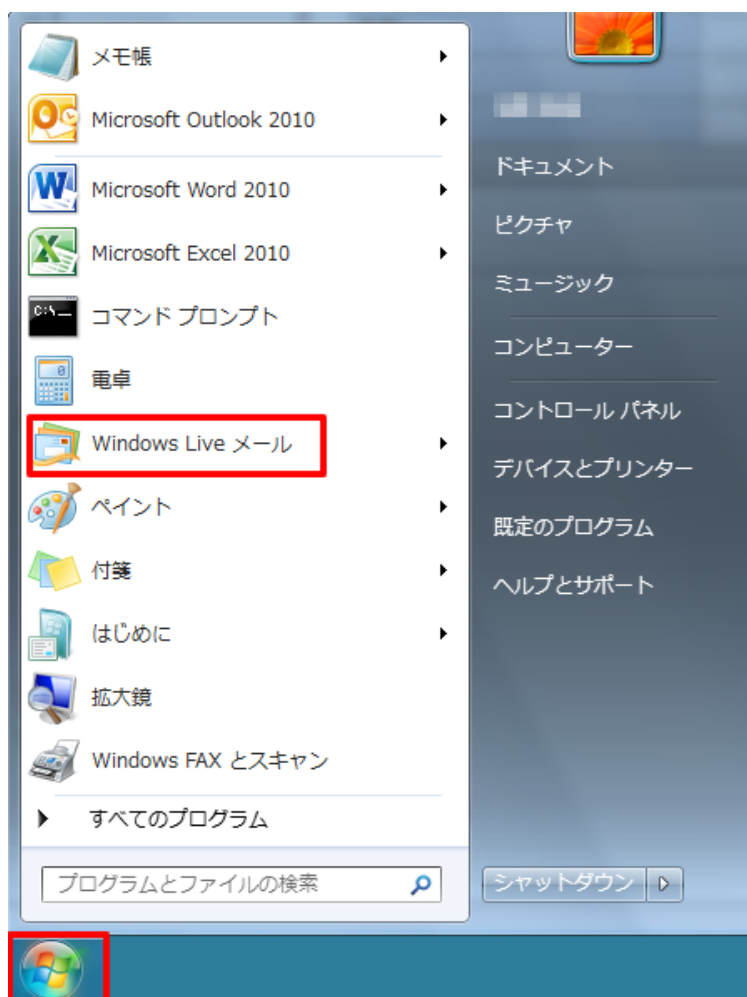 メモ帳
Microsoft Outlook 2010
Microsoft Word 2010
Microsoft Excel 2010
C:\_
コマンド プロンプト
電卓
Windows Live メール
ペイント
付箋
はじめに
拡大鏡
Windows FAX とスキャン
すべてのプログラム
プログラムとファイルの検索
ドキュメント
ピクチャ
ミュージック
コンピューター
コントロール パネル
デバイスとプリンター
既定のプログラム
ヘルプとサポート
シャットダウン